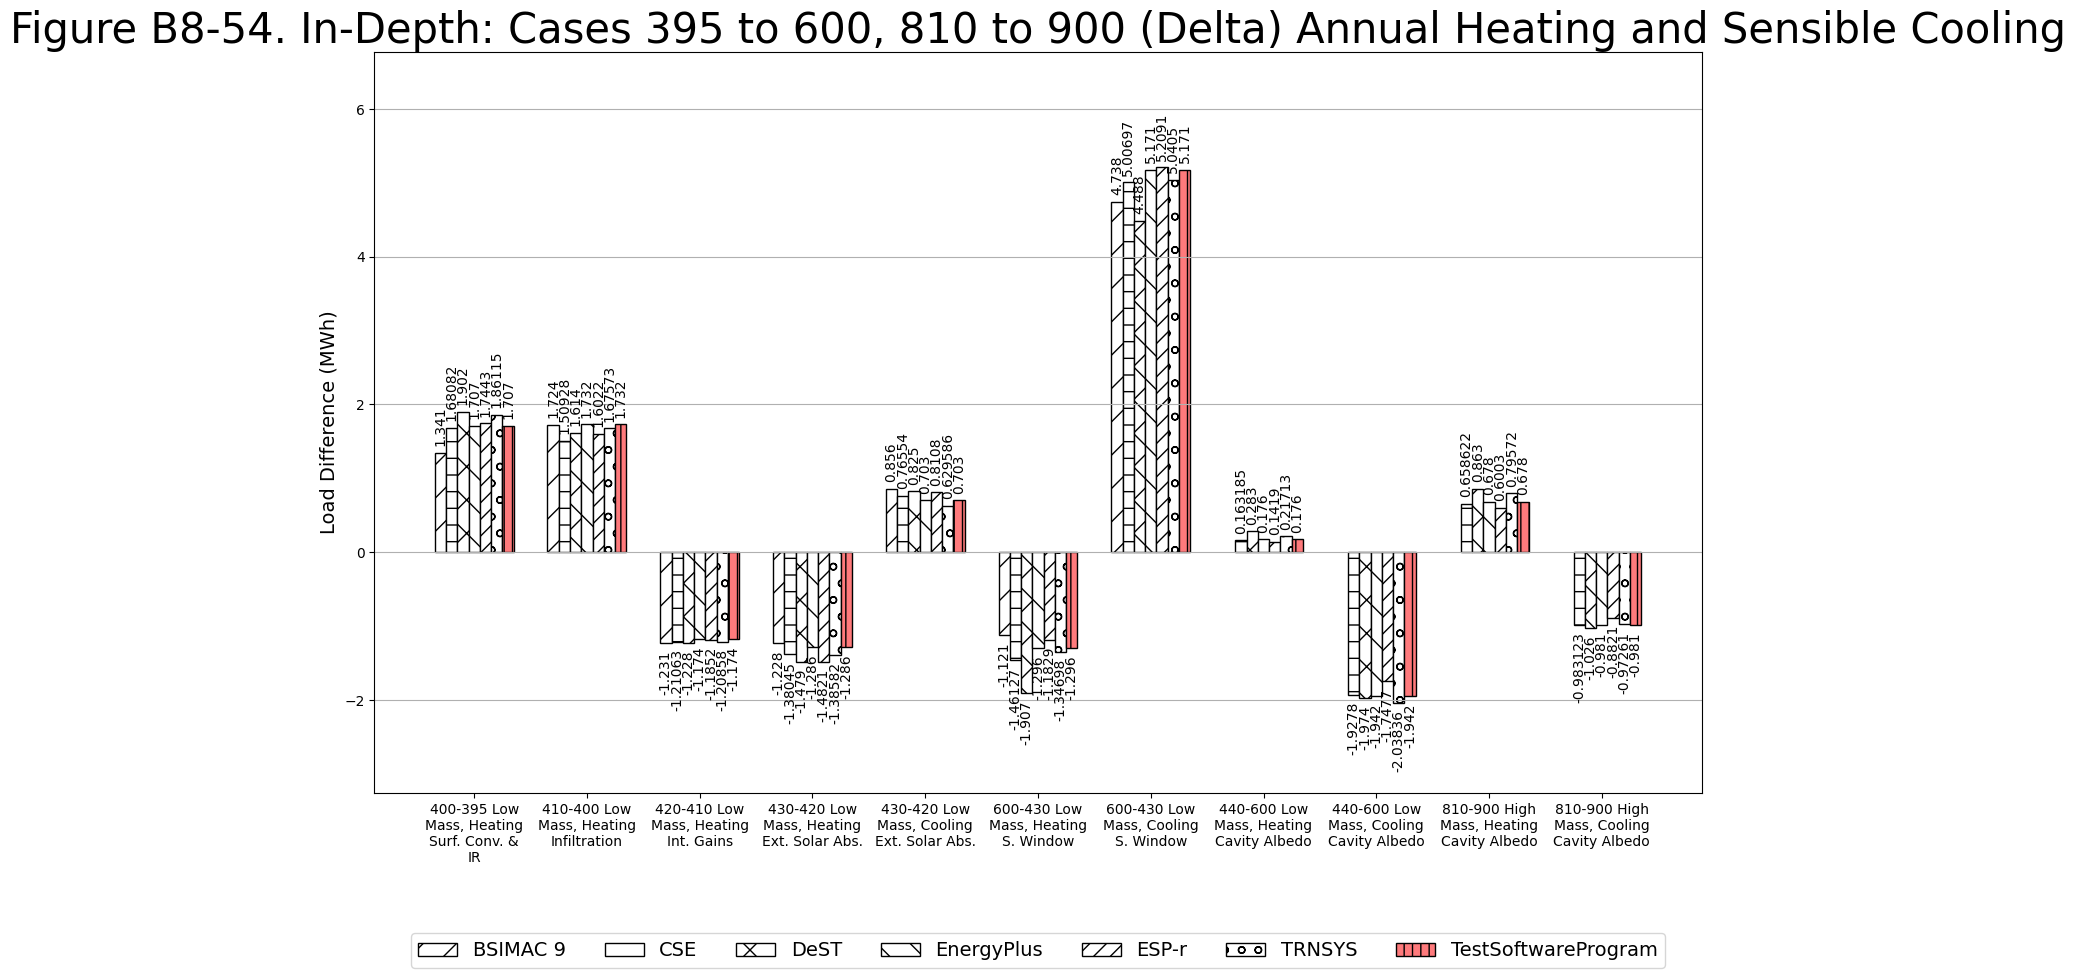 Figure B8-54. In-Depth: Cases 395 to 600, 810 to 900 (Delta) Annual Heating and Sensible Cooling
Load Difference (MWh)
6
4
2
0
−2
1.341
1.68082
1.902
1.707
1.7443
1.86115
1.707
1.724
1.50928
1.614
1.732
1.6022
1.67573
1.732
-1.231
-1.21063
-1.228
-1.174
-1.1852
-1.20858
-1.174
-1.228
-1.38045
-1.479
-1.286
-1.4821
-1.38582
-1.286
0.856
0.76554
0.825
0.703
0.8108
0.629586
0.703
-1.121
-1.46127
-1.907
-1.296
-1.1829
-1.34698
-1.296
4.738
5.00697
4.488
5.171
5.2091
5.0405
5.171
0.163185
0.283
0.176
0.1419
0.21713
0.176
-1.9278
-1.974
-1.942
-1.7477
-2.03836
-1.942
0.658622
0.863
0.678
0.6003
0.79572
0.678
-0.983123
-1.026
-0.981
-0.8821
-0.97261
-0.981
400-395 Low
Mass, Heating
Surf. Conv. &
IR
410-400 Low
Mass, Heating
Infiltration
420-410 Low
Mass, Heating
Int. Gains
430-420 Low
Mass, Heating
Ext. Solar Abs.
430-420 Low
Mass, Cooling
Ext. Solar Abs.
600-430 Low
Mass, Heating
S. Window
600-430 Low
Mass, Cooling
S. Window
440-600 Low
Mass, Heating
Cavity Albedo
440-600 Low
Mass, Cooling
Cavity Albedo
810-900 High
Mass, Heating
Cavity Albedo
810-900 High
Mass, Cooling
Cavity Albedo
BSIMAC 9
CSE
DeST
EnergyPlus
ESP-r
TRNSYS
TestSoftwareProgram